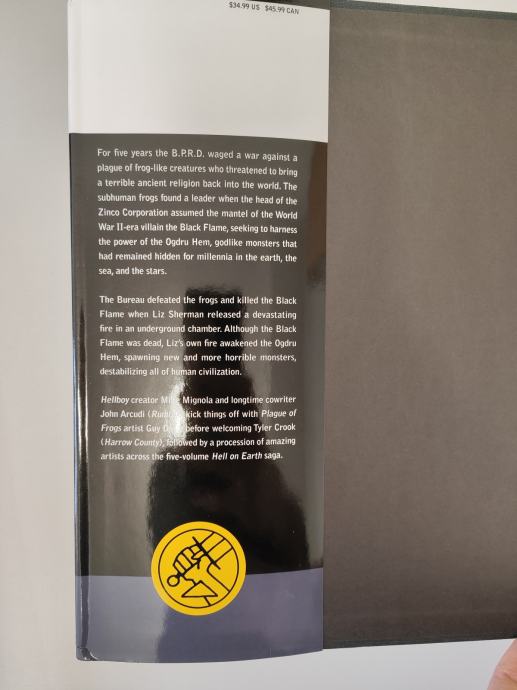 $34.99 US $45.99 CAN
For five years the B.P.R.D. waged a war against a
plague of frog-like creatures who threatened to bring
a terrible ancient religion back into the world. The
subhuman frogs found a leader when the head of the
Zinco Corporation assumed the mantel of the World
War II-era villain the Black Flame, seeking to harness
the power of the Ogdru Hem, godlike monsters that
had remained hidden for millennia in the earth, the
sea, and the stars.
The Bureau defeated the frogs and killed the Black
Flame when Liz Sherman released a devastating
fire in an underground chamber. Although the Black
Flame was dead, Liz's own fire awakened the Ogdru
Hem, spawning new and more horrible monsters,
destabilizing all of human civilization.
Hellboy creator Mike Mignola and longtime cowriter
John Arcudi ( kick things off with Plague of
Frogs artist Guy before welcoming Tyler Crook
(Harrow County), followed by a procession of amazing
artists across the five-volume Hell on Earth saga.